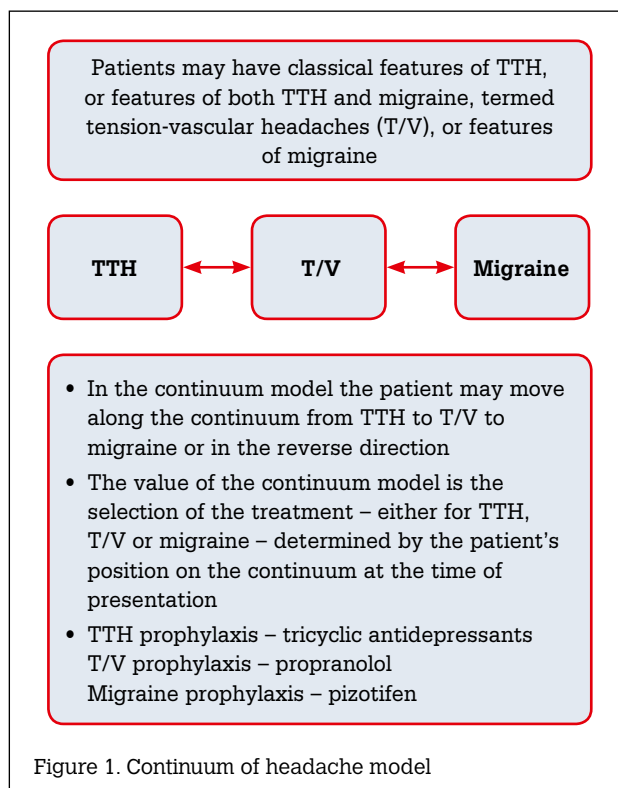 Patients may have classical features of TTH,
or features of both TTH and migraine, termed
tension-vascular headaches (T/V), or features
of migraine
TTH
T/V
Migraine
• In the continuum model the patient may move
along the continuum from TTH to T/V to
migraine or in the reverse direction
• The value of the continuum model is the
selection of the treatment – either for TTH,
T/V or migraine – determined by the patient’s
position on the continuum at the time of
presentation
• TTH prophylaxis – tricyclic antidepressants
T/V prophylaxis – propranolol
Migraine prophylaxis – pizotifen
Figure 1. Continuum of headache model